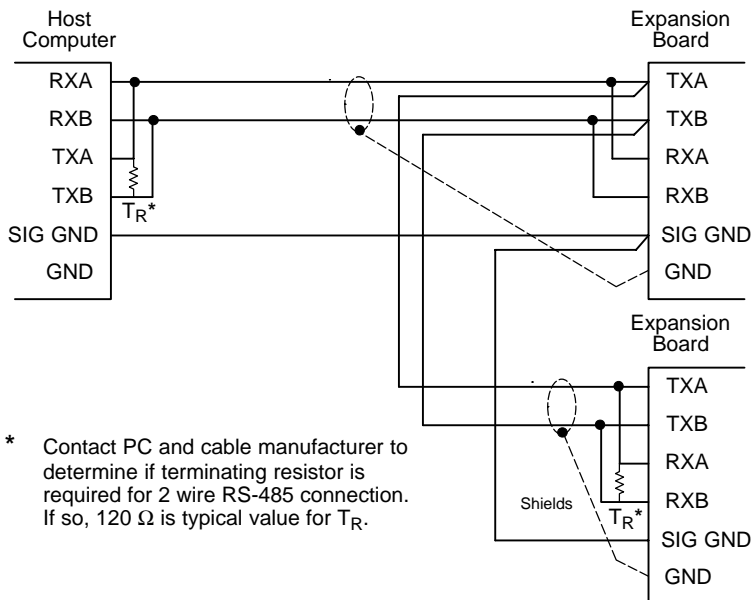 Host
Computer
Expansion
Board
RXA
RXB
TXA
TXB
SIG GND
GND
TR*
TXA
TXB
RXA
RXB
SIG GND
GND
Expansion
Board
TXA
TXB
RXA
RXB
SIG GND
GND
TR*
Shields
* Contact PC and cable manufacturer to
determine if terminating resistor is
required for 2 wire RS-485 connection.
If so, 120 Ω is typical value for TR.